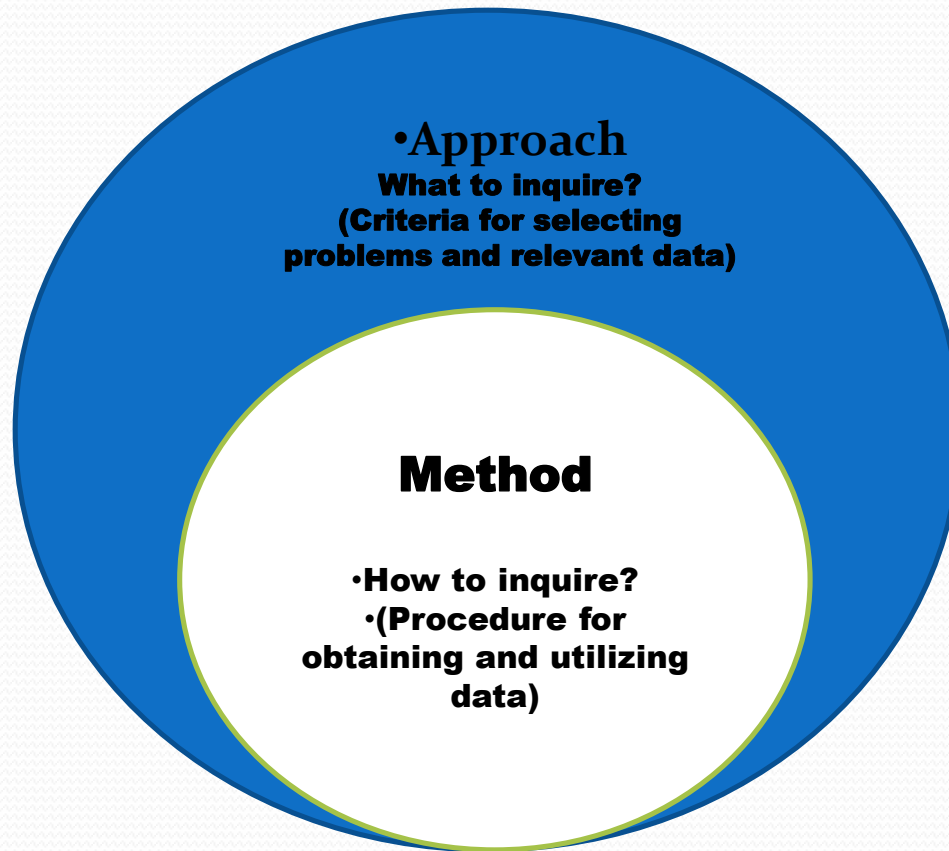 •Approach
What to inquire?
(Criteria for selecting
problems and relevant data)
Method
•How to inquire?
•(Procedure for
obtaining and utilizing
data)